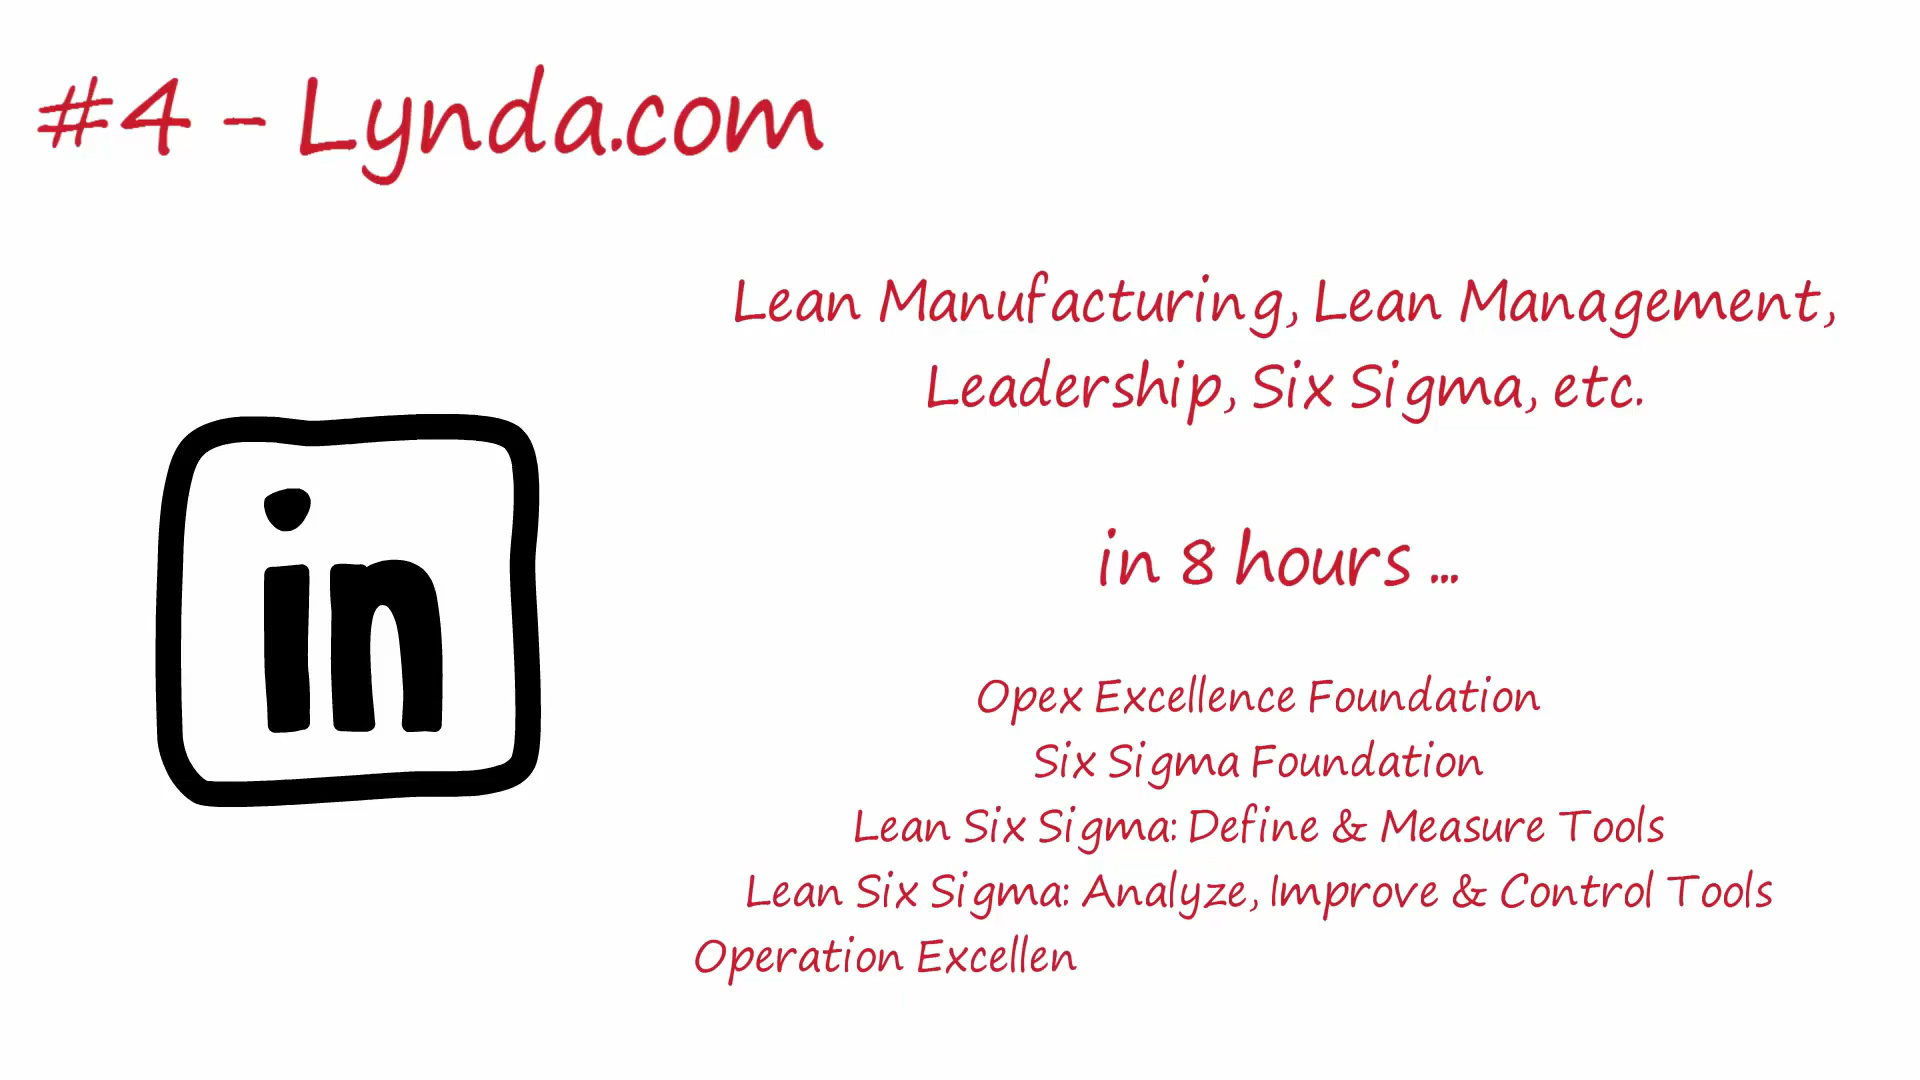 #4 - Lynda.com
Lean Manufacturing, Lean Management,
Leadership, Six Sigma, etc.
in
in 8 hours ...
Opex Excellence Foundation
Six Sigma Foundation
Lean Six Sigma: Define & Measure Tools
Lean Six Sigma: Analyze, Improve & Control Tools
Operation Excellen